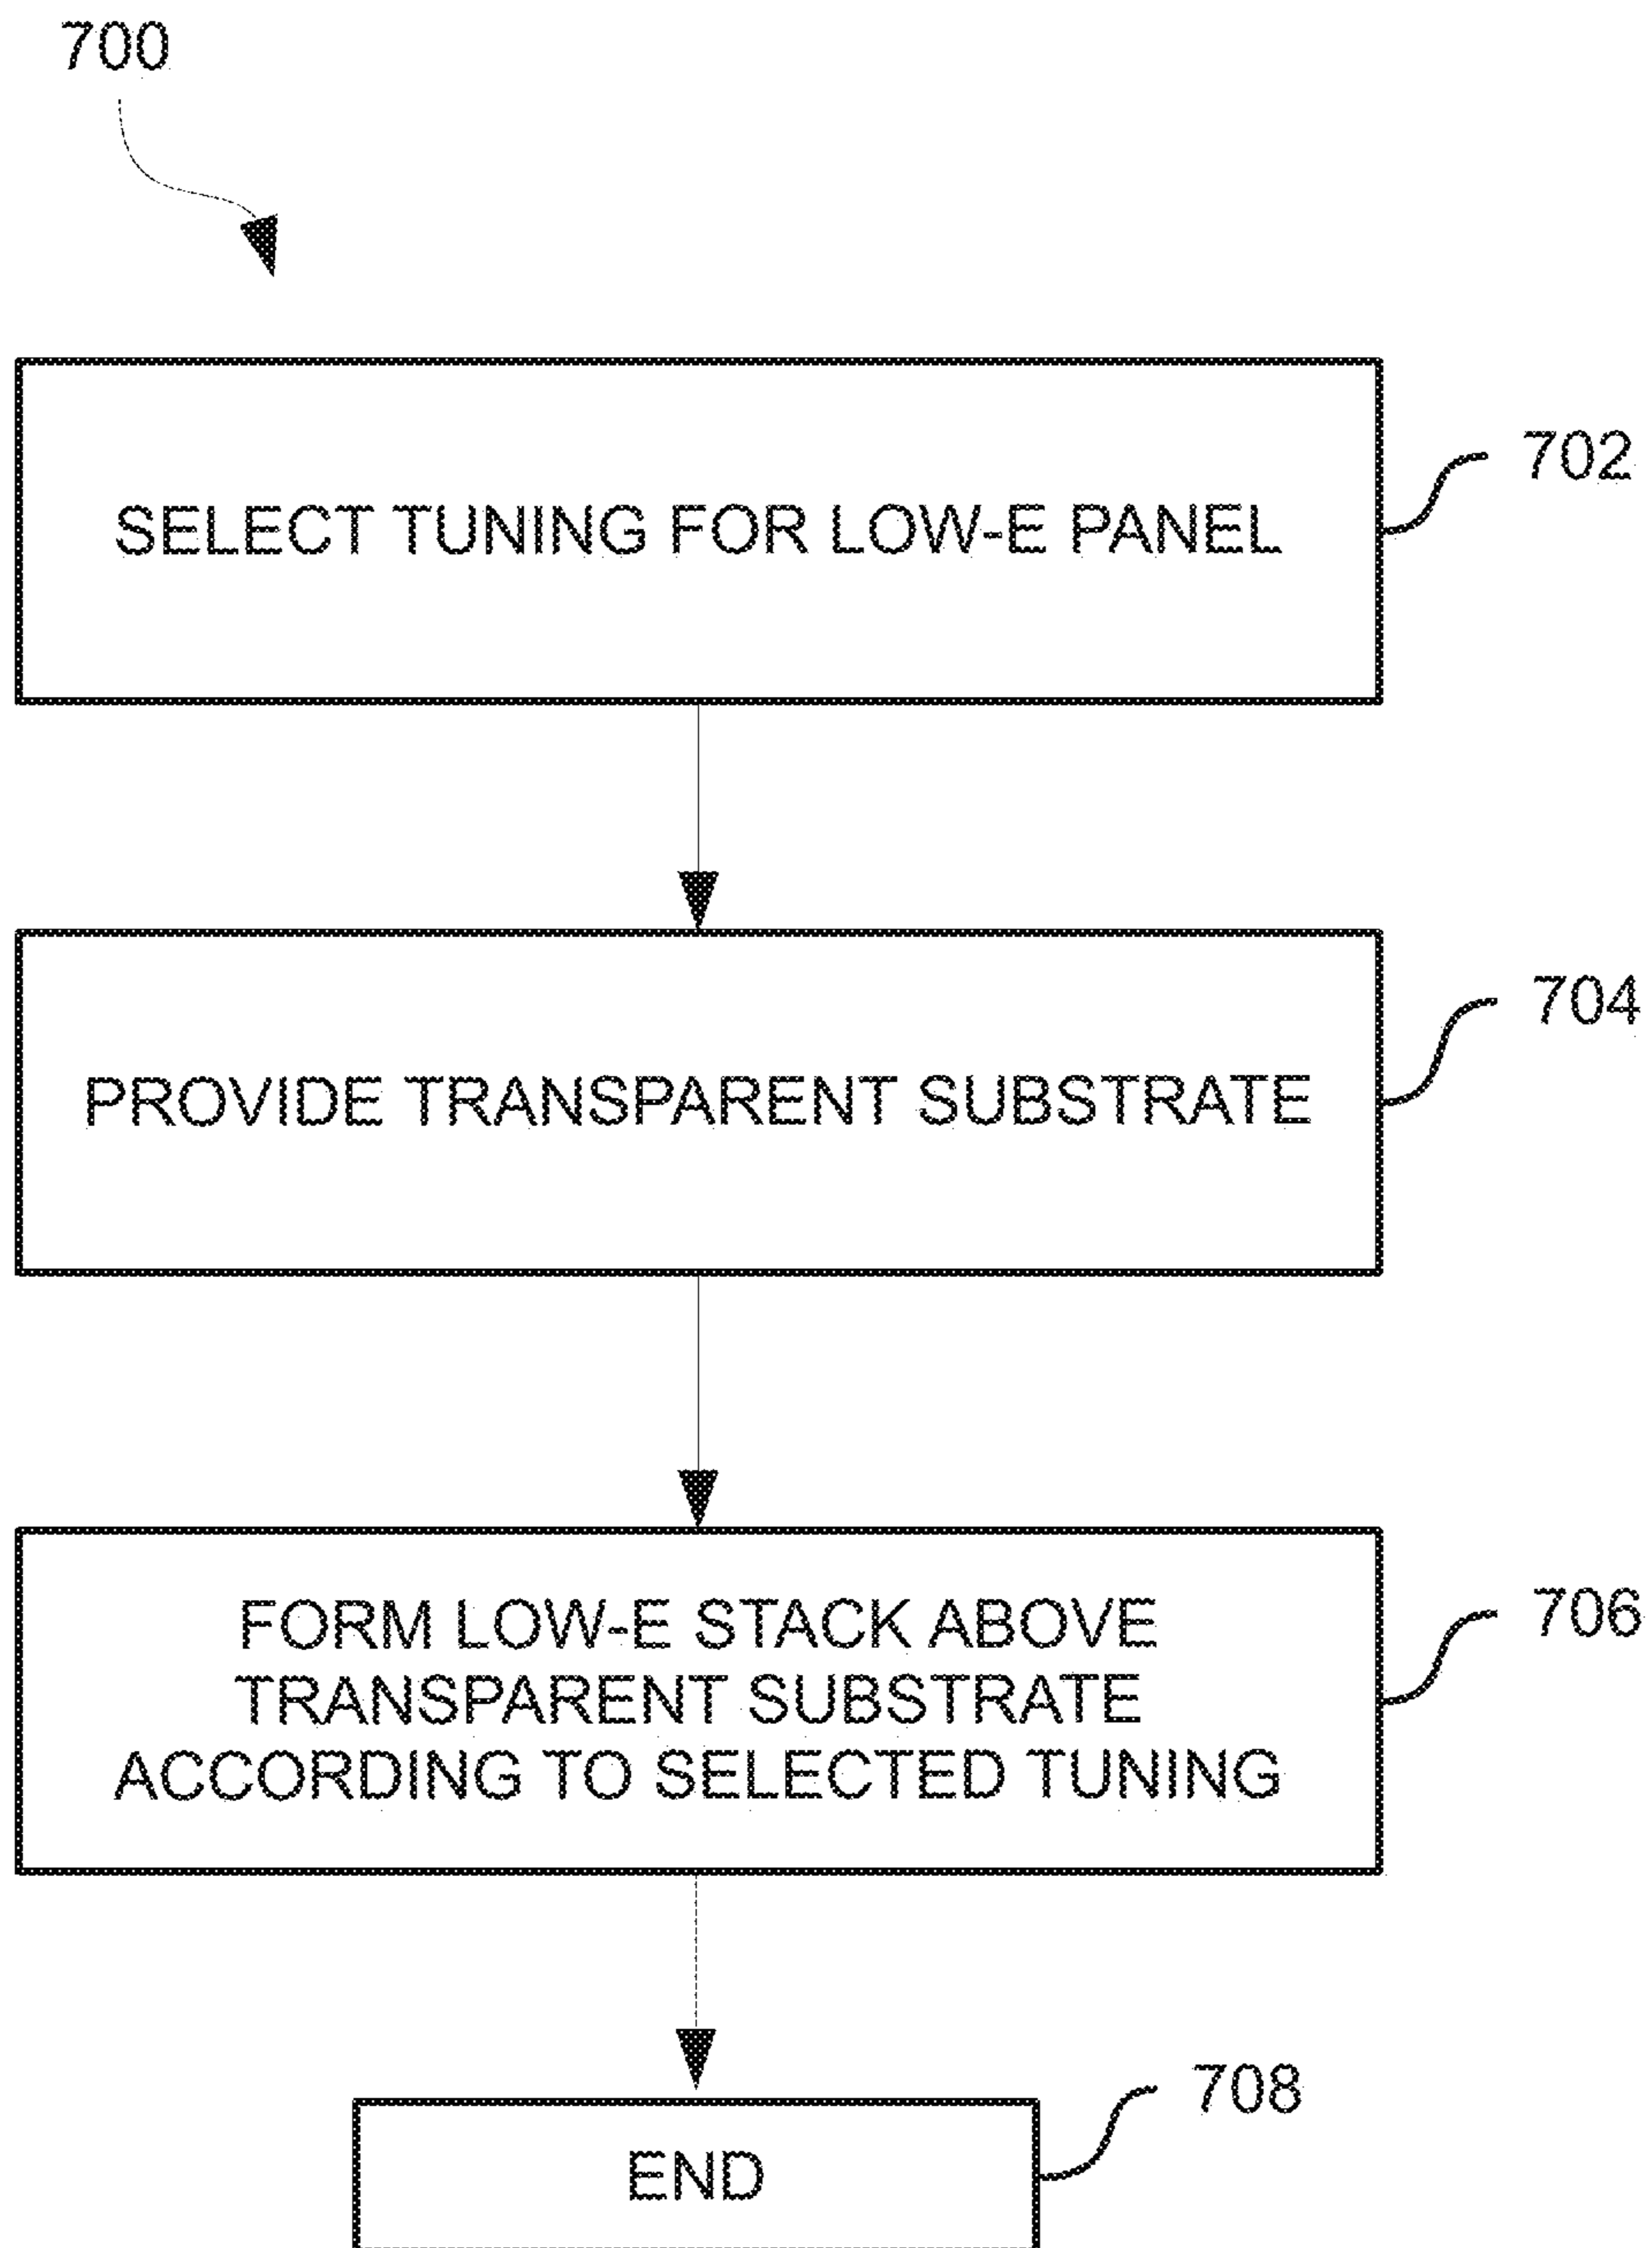 700
SELECT TUNING FOR LOW-E PANEL
702
PROVIDE TRANSPARENT SUBSTRATE
704
FORM LOW-E STACK ABOVE
TRANSPARENT SUBSTRATE
ACCORDING TO SELECTED TUNING
706
END
708